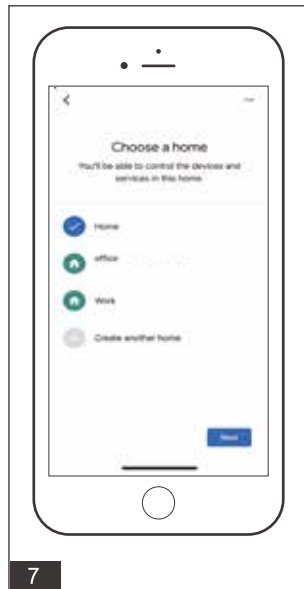 Choose a home
You'll be able to control the devices and
services in this home.
Home
office
Work
Create another home
Next
7